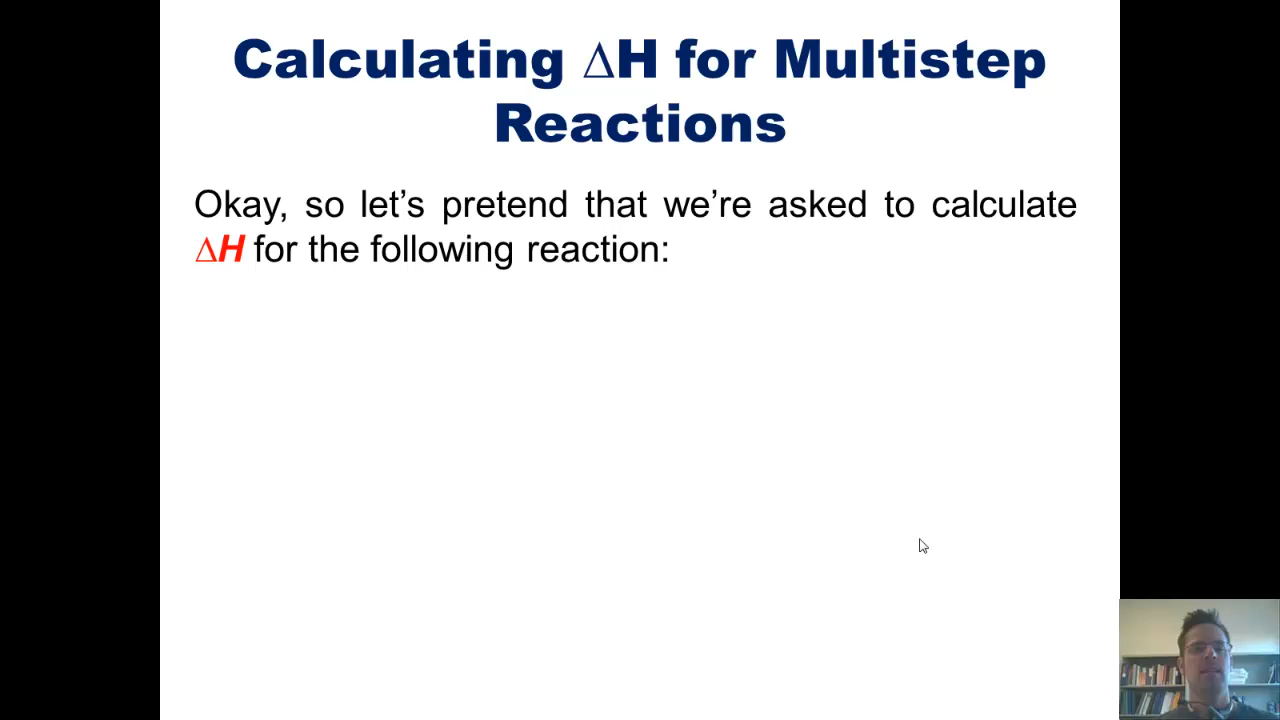 Calculating ∆H for Multistep
Reactions
Okay, so let’s pretend that we’re asked to calculate
∆H for the following reaction: